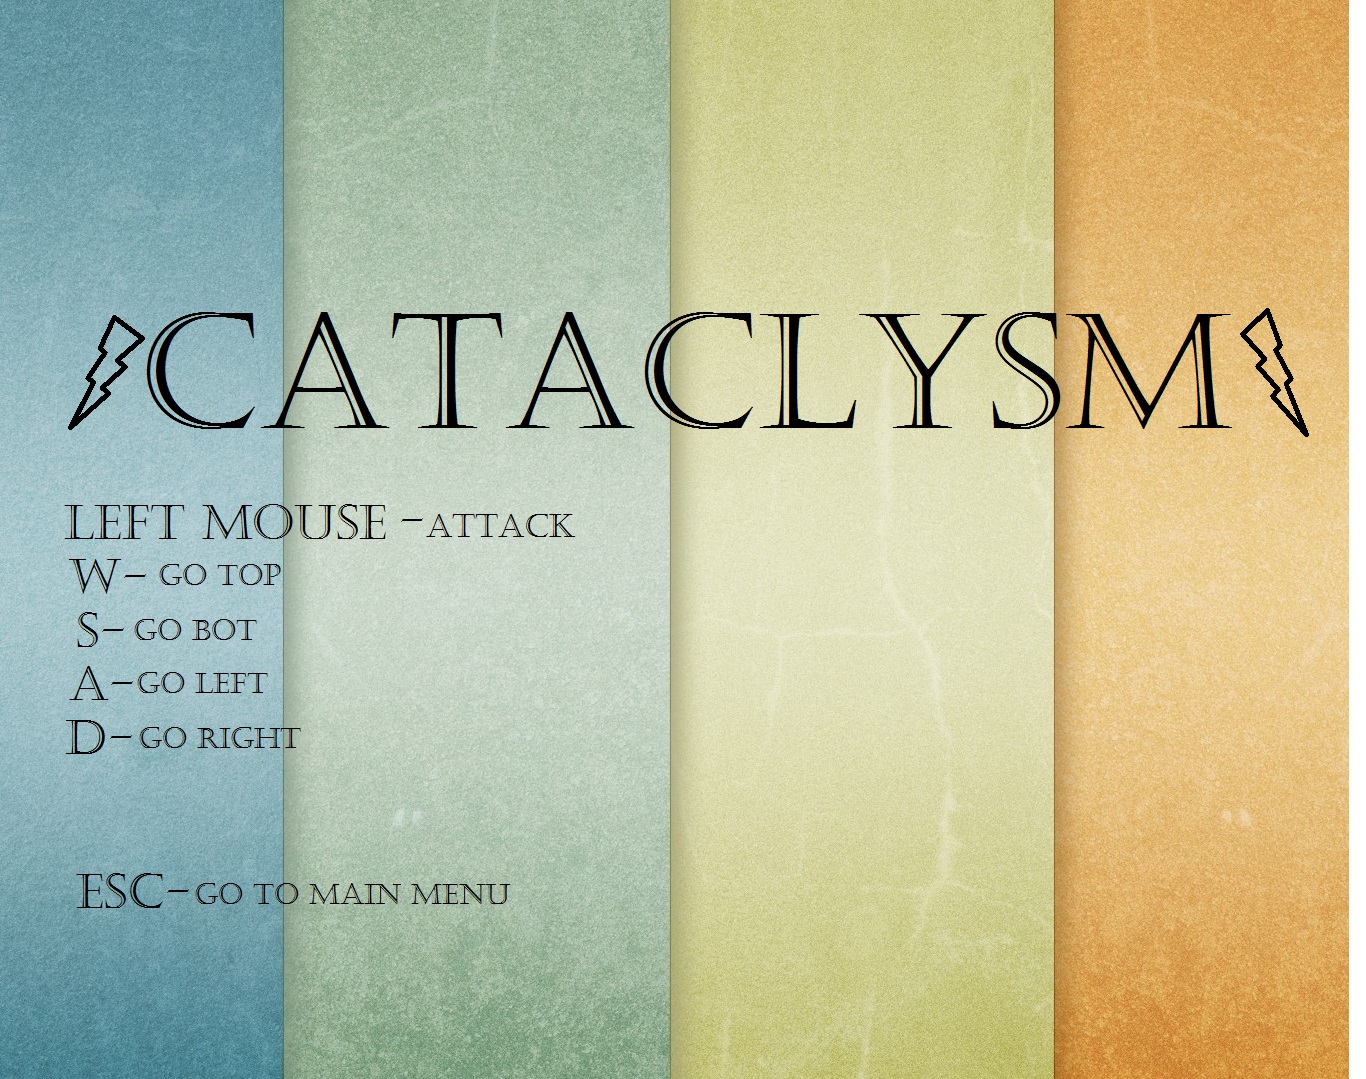 CATACLYSM
LEFT MOUSE - ATTACK
W - GO TOP
S - GO BOT
A - GO LEFT
D - GO RIGHT
ESC - GO TO MAIN MENU